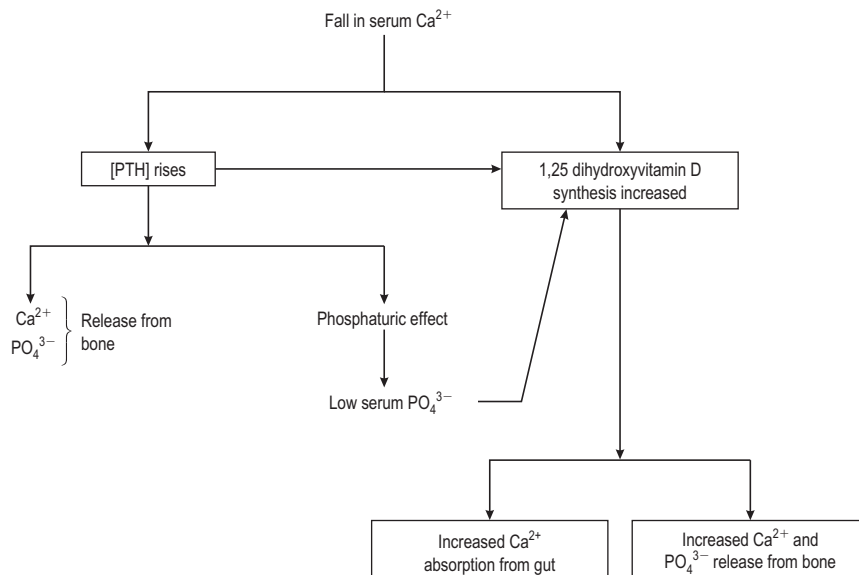 Fall in serum Ca²⁺
[PTH] rises
1,25 dihydroxyvitamin D
synthesis increased
Ca²⁺
PO₄³⁻
Release from
bone
Phosphaturic effect
Low serum PO₄³⁻
Increased Ca²⁺
absorption from gut
Increased Ca²⁺ and
PO₄³⁻ release from bone